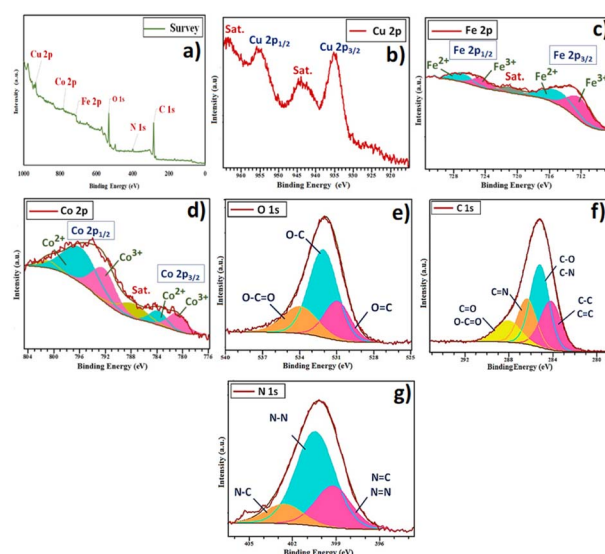 Survey
a)
Cu 2p
Co 2p
Fe 2p
O 1s
N 1s
C 1s
Intensity (a.u.)
1000 800 600 400 200 0
Binding Energy (eV)
Cu 2p
b)
Sat.
Cu 2p1/2
Sat.
Cu 2p3/2
Intensity (a.u.)
960 955 950 945 940 935 930 925 920
Binding Energy (eV)
c)
Fe 2p
Fe 2p1/2
Fe 2p3/2
Fe2+
Fe3+
Sat.
Fe2+
Fe3+
Intensity (a.u.)
728 724 720 716 712 708
Binding Energy (eV)
Co 2p
d)
Co 2p1/2
Co2+
Co3+
Sat.
Co 2p3/2
Co2+
Co3+
Intensity (a.u.)
804 800 796 792 788 784 780 776
Binding Energy (eV)
O 1s
e)
O-C
O-C=O
O=C
Intensity (a.u.)
540 537 534 531 528 525
Binding Energy (eV)
C 1s
f)
C-O
C-N
C=N
C-C
C=C
C=O
O-C=O
Intensity (a.u.)
292 288 284 280
Binding Energy (eV)
N 1s
g)
N-N
N-C
N=C
N=N
Intensity (a.u.)
405 402 399 396
Binding Energy (eV)